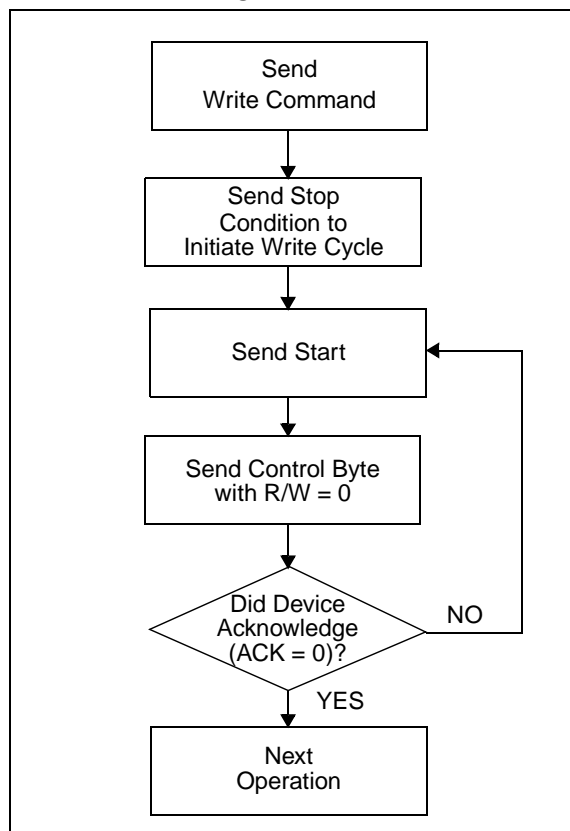 Send
Write Command
Send Stop
Condition to
Initiate Write Cycle
Send Start
Send Control Byte
with R/W = 0
Did Device
Acknowledge
(ACK = 0)?
NO
YES
Next
Operation